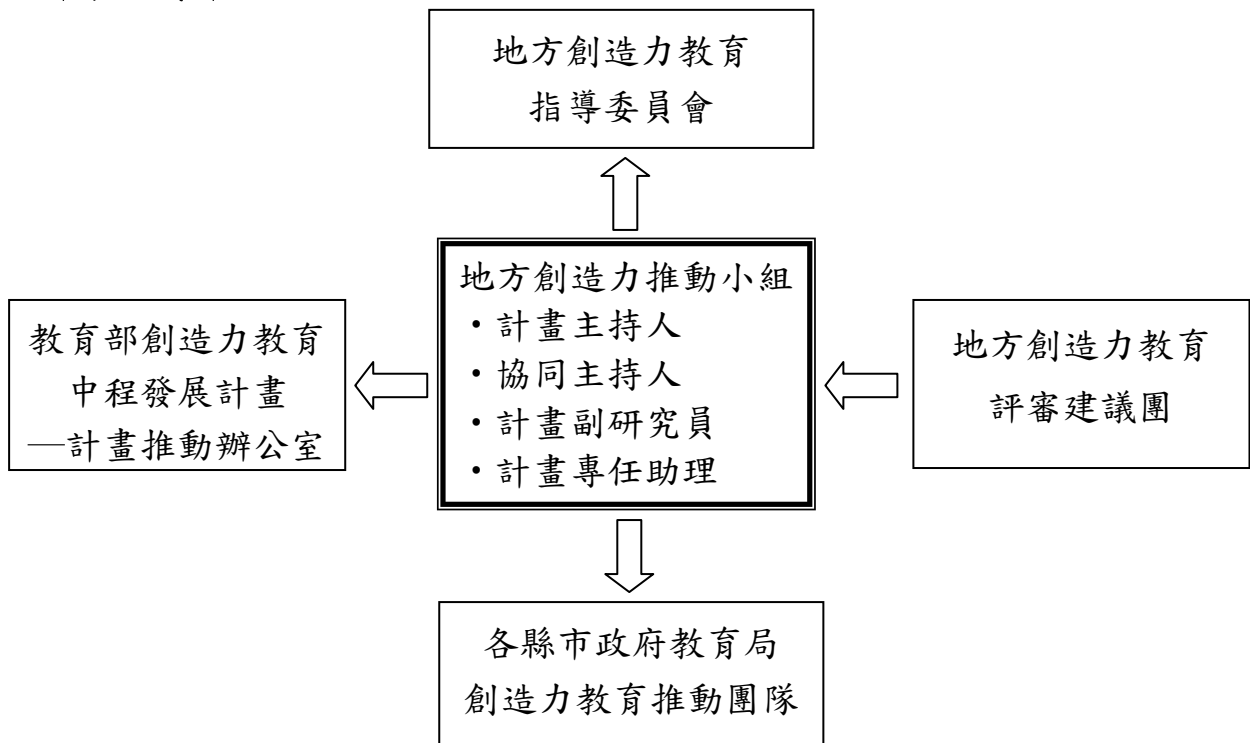 地方創造力教育
指導委員會
地方創造力推動小組
・計畫主持人
・協同主持人
・計畫副研究員
・計畫專任助理
教育部創造力教育
中程發展計畫
—計畫推動辦公室
地方創造力教育
評審建議團
各縣市政府教育局
創造力教育推動團隊